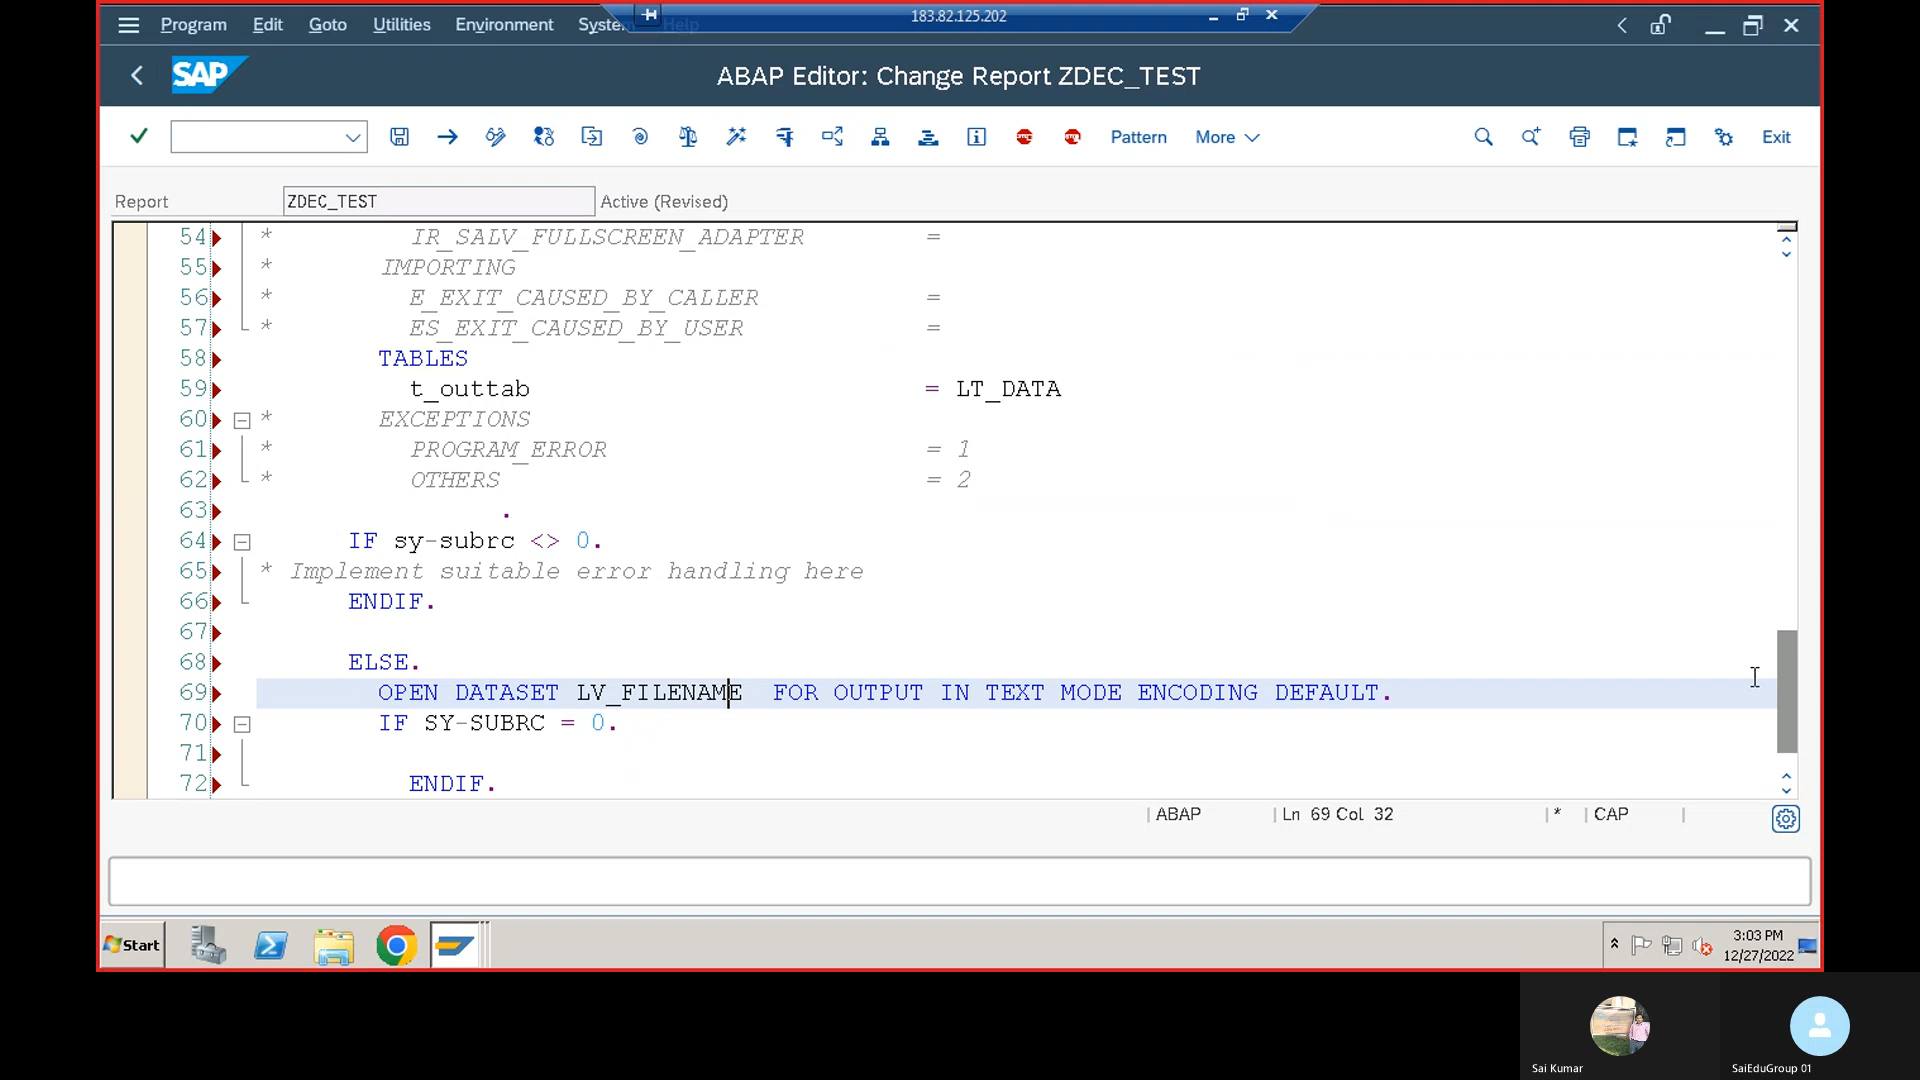 183.82.125.202
Program Edit Goto Utilities Environment System Help
SAP
ABAP Editor: Change Report ZDEC_TEST
Pattern More Exit
Report ZDEC_TEST Active (Revised)
54 * IR_SALV_FULLSCREEN_ADAPTER =
55 * IMPORTING
56 * E_EXIT_CAUSED_BY_CALLER =
57 * ES_EXIT_CAUSED_BY_USER =
58 TABLES
59 t_outtab = LT_DATA
60 * EXCEPTIONS
61 * PROGRAM_ERROR = 1
62 * OTHERS = 2
63 .
64 IF sy-subrc <> 0.
65 * Implement suitable error handling here
66 ENDIF.
67
68 ELSE.
69 OPEN DATASET LV_FILENAME FOR OUTPUT IN TEXT MODE ENCODING DEFAULT.
70 IF SY-SUBRC = 0.
71
72 ENDIF.
ABAP Ln 69 Col 32 * CAP
Start
3:03 PM
12/27/2022
Sai Kumar
SaiEduGroup 01